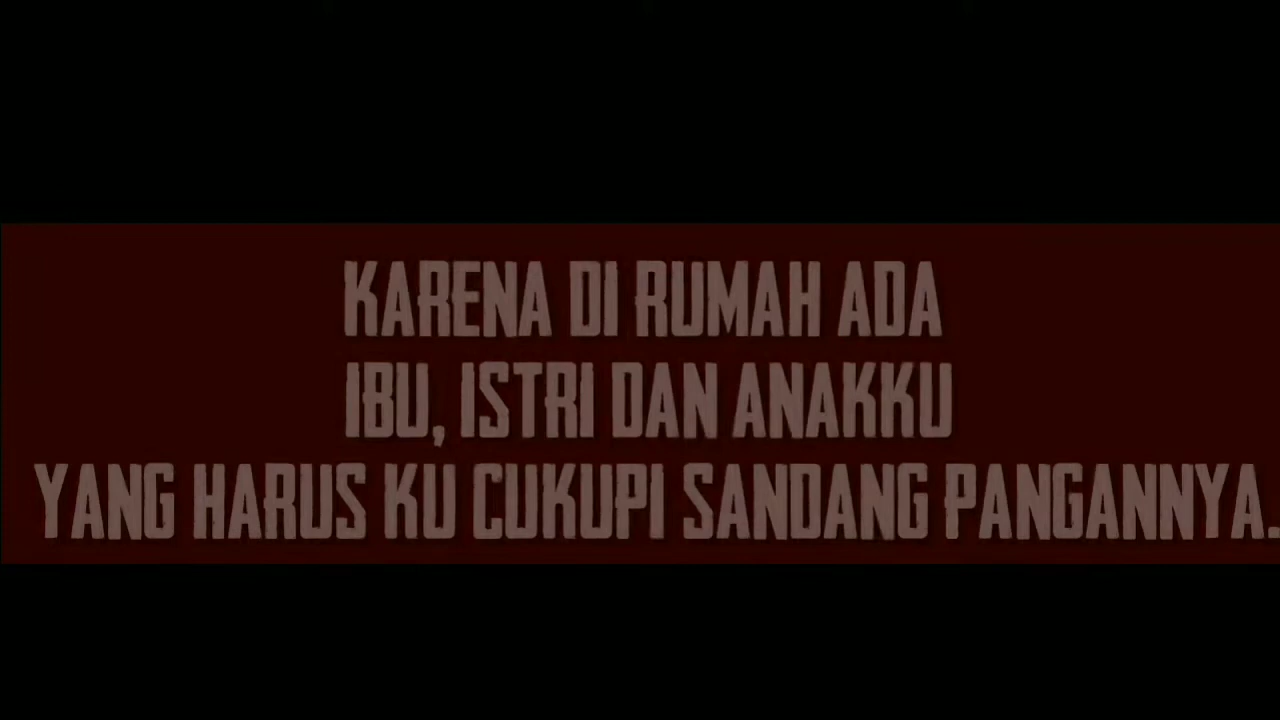 KARENA DI RUMAH ADA
IBU, ISTRI DAN ANAKKU
YANG HARUS KU CUKUPI SANDANG PANGANNYA.